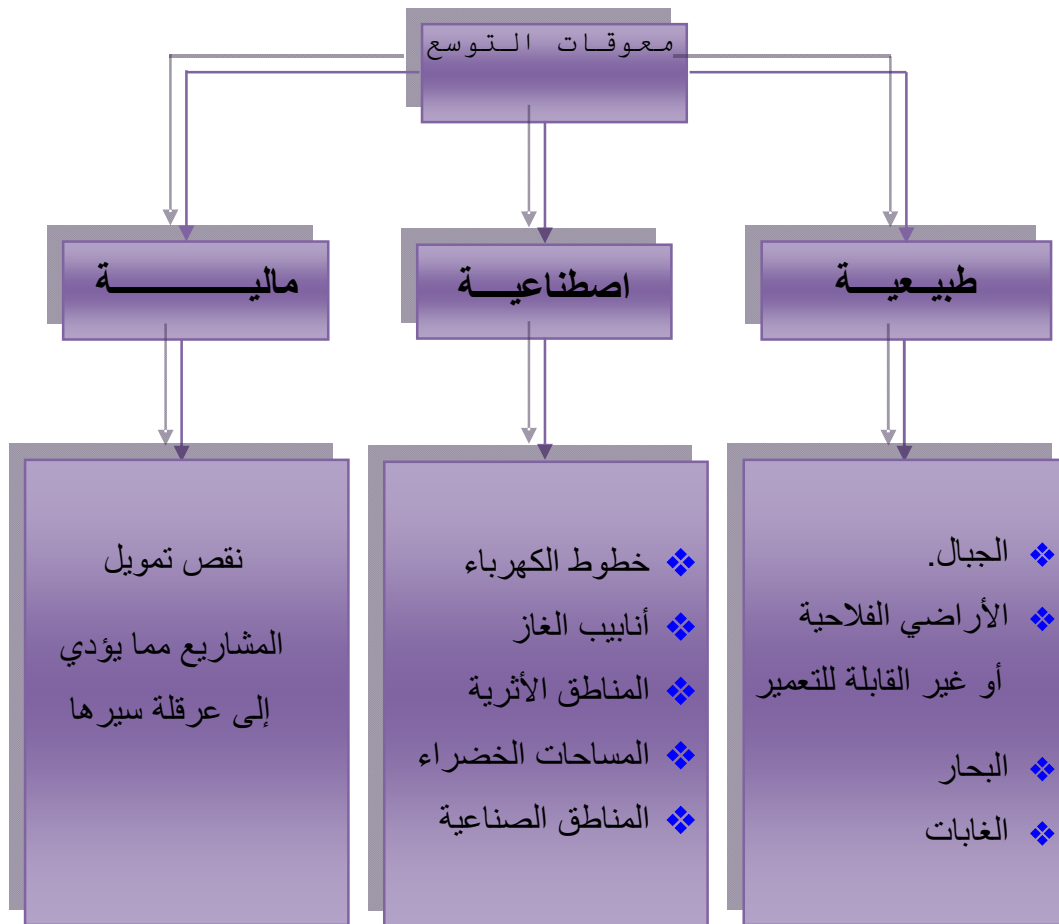 معوقات التوسع
طبيعية
اصطناعية
مالية
الجبال.
الأراضي الفلاحية
أو غير القابلة للتعمير
البحار
الغابات
خطوط الكهرباء
أنابيب الغاز
المناطق الأثرية
المساحات الخضراء
المناطق الصناعية
نقص تمويل
المشاريع مما يؤدي
إلى عرقلة سيرها